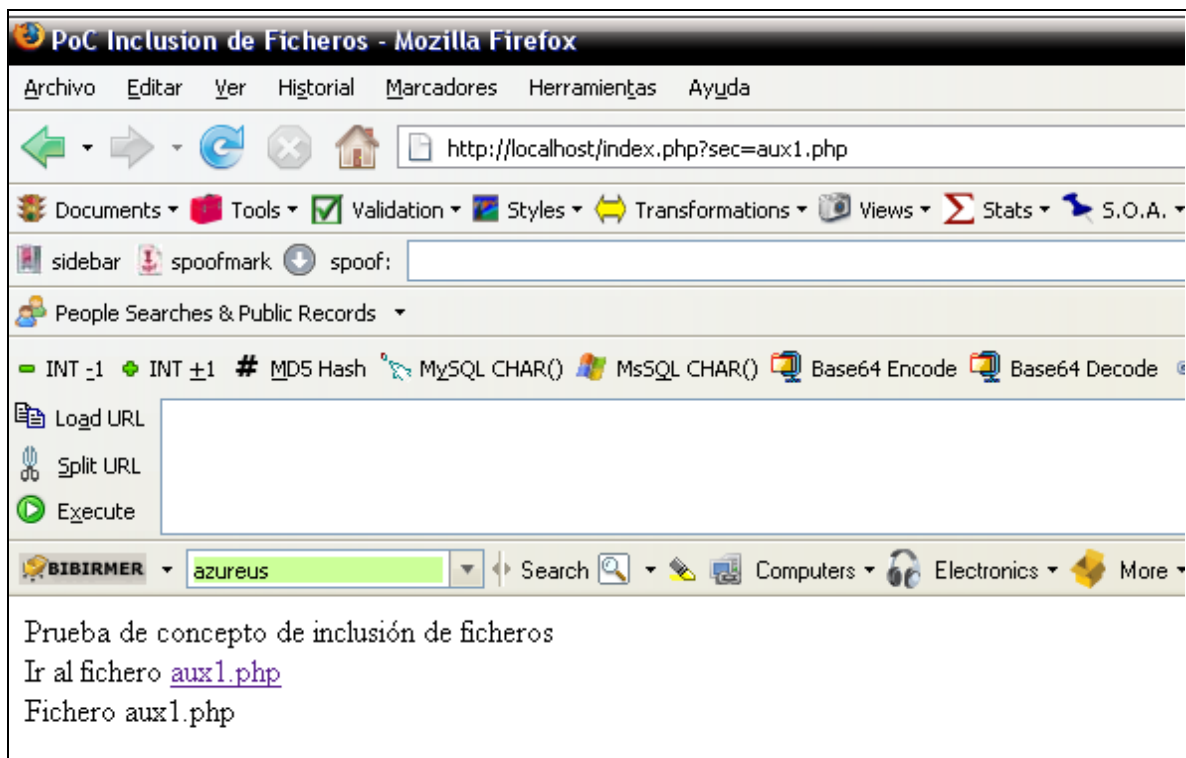 PoC Inclusion de Ficheros - Mozilla Firefox
Archivo Editar Ver Historial Marcadores Herramientas Ayuda
http://localhost/index.php?sec=aux1.php
Documents Tools Validation Styles Transformations Views Stats S.O.A.
sidebar spoofmark spoof:
People Searches & Public Records
INT -1 INT +1 # MD5 Hash MySQL CHAR() MsSQL CHAR() Base64 Encode Base64 Decode
Load URL
Split URL
Execute
BIBIRMER azureus Search Computers Electronics More
Prueba de concepto de inclusión de ficheros
Ir al fichero aux1.php
Fichero aux1.php